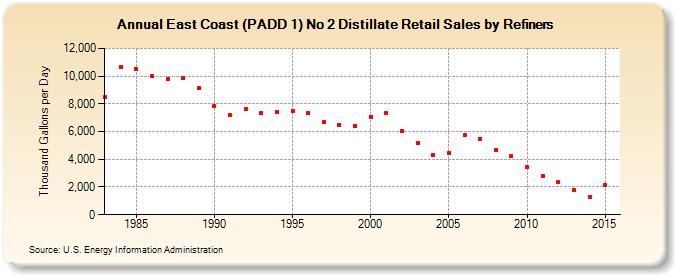 Annual East Coast (PADD 1) No 2 Distillate Retail Sales by Refiners
Thousand Gallons per Day
12,000
10,000
8,000
6,000
4,000
2,000
0
1985 1990 1995 2000 2005 2010 2015
Source: U.S. Energy Information Administration